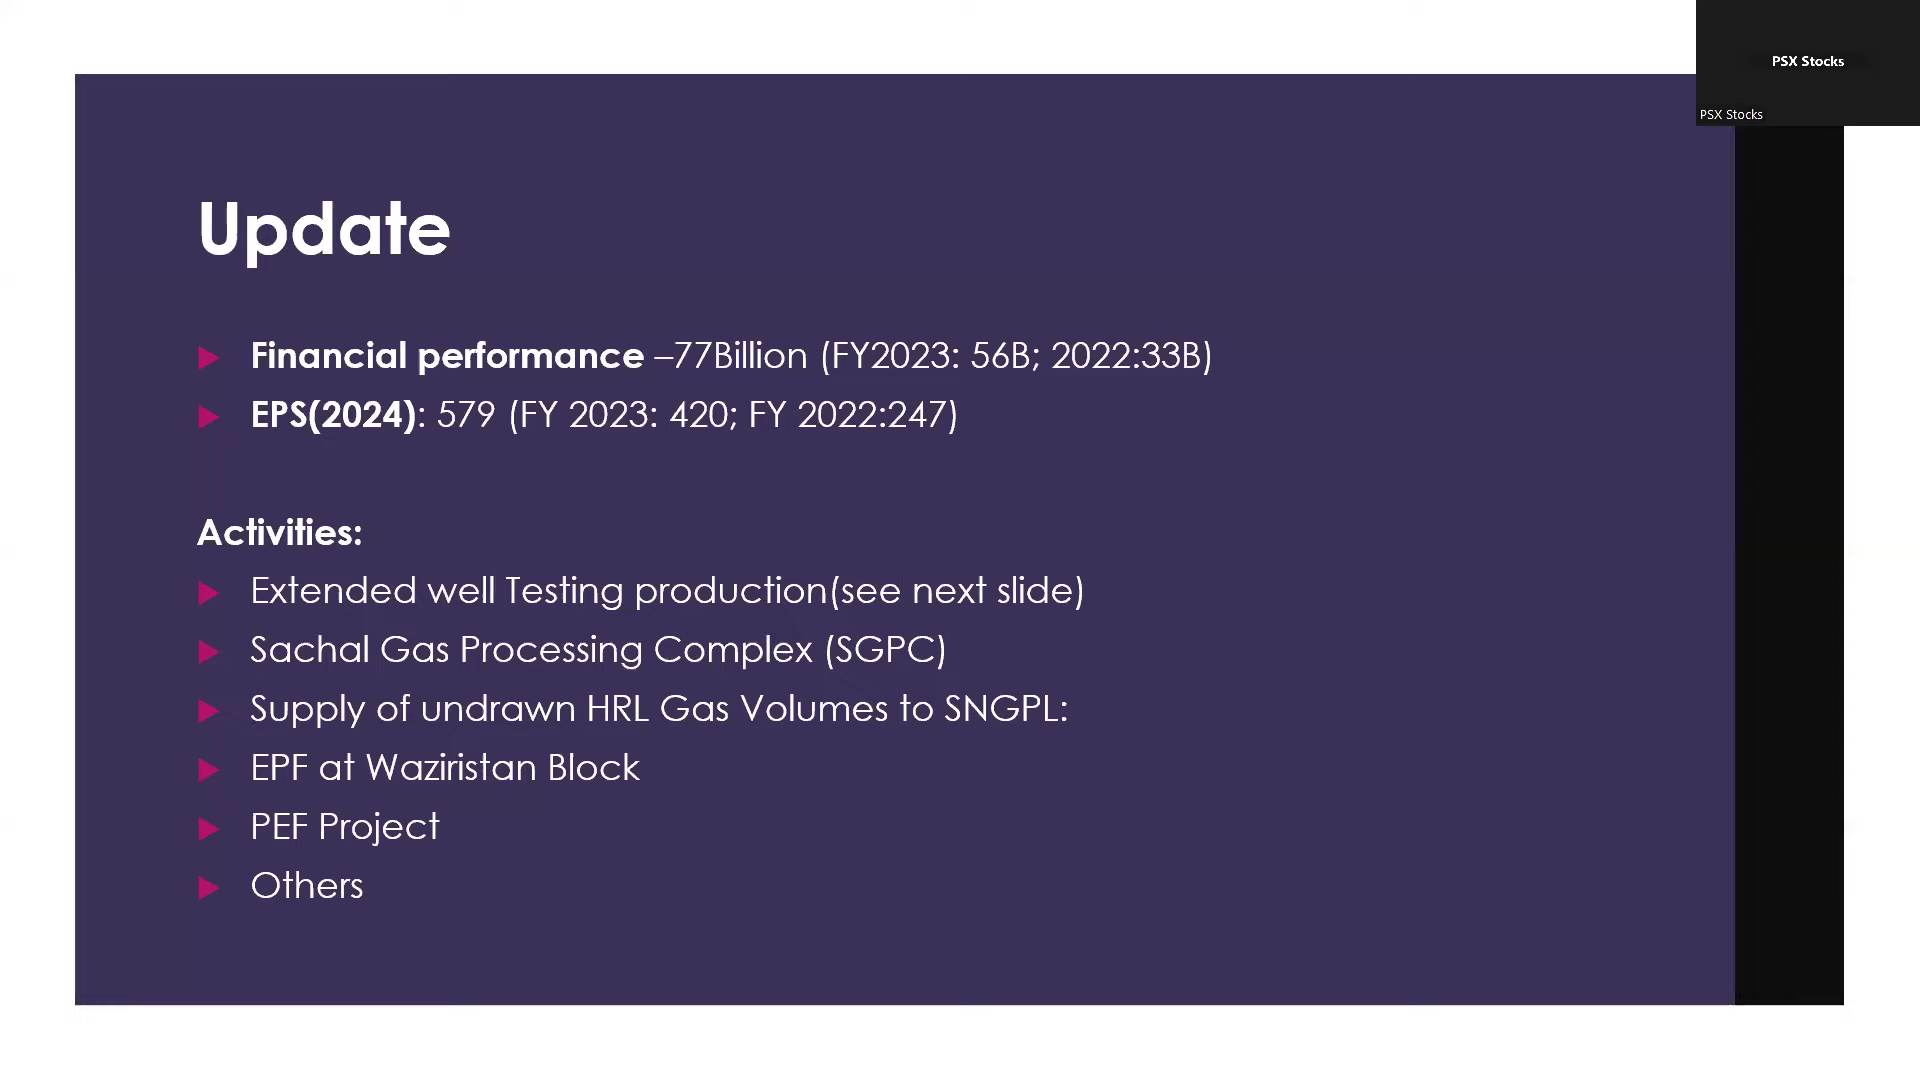 PSX Stocks
PSX Stocks
Update
Financial performance –77Billion (FY2023: 56B; 2022:33B)
EPS(2024): 579 (FY 2023: 420; FY 2022:247)
Activities:
Extended well Testing production(see next slide)
Sachal Gas Processing Complex (SGPC)
Supply of undrawn HRL Gas Volumes to SNGPL:
EPF at Waziristan Block
PEF Project
Others